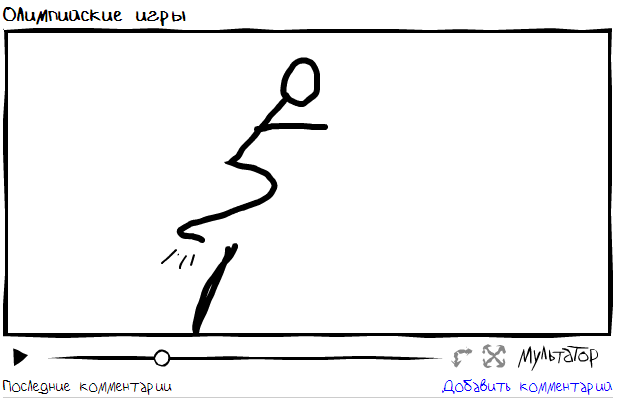 Олимпийские игры
Мультатор
Последние комментарии
Добавить комментарий